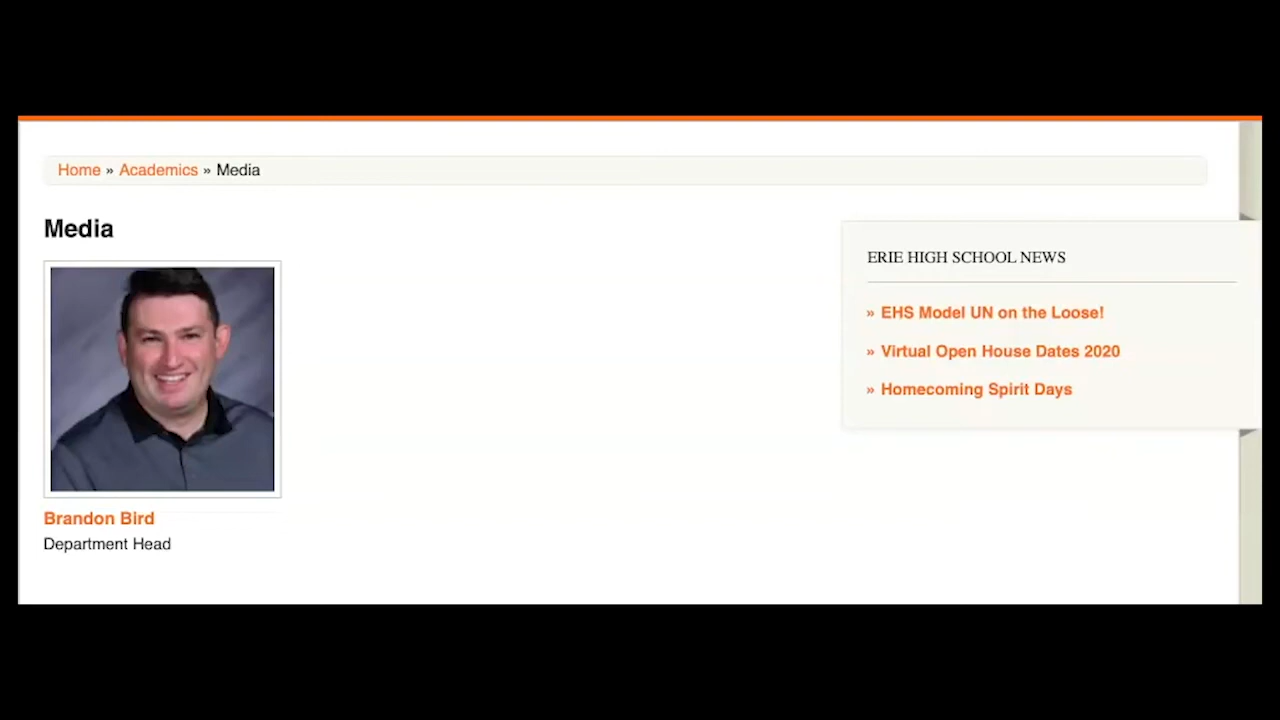 Home » Academics » Media
Media
ERIE HIGH SCHOOL NEWS
» EHS Model UN on the Loose!
» Virtual Open House Dates 2020
» Homecoming Spirit Days
Brandon Bird
Department Head